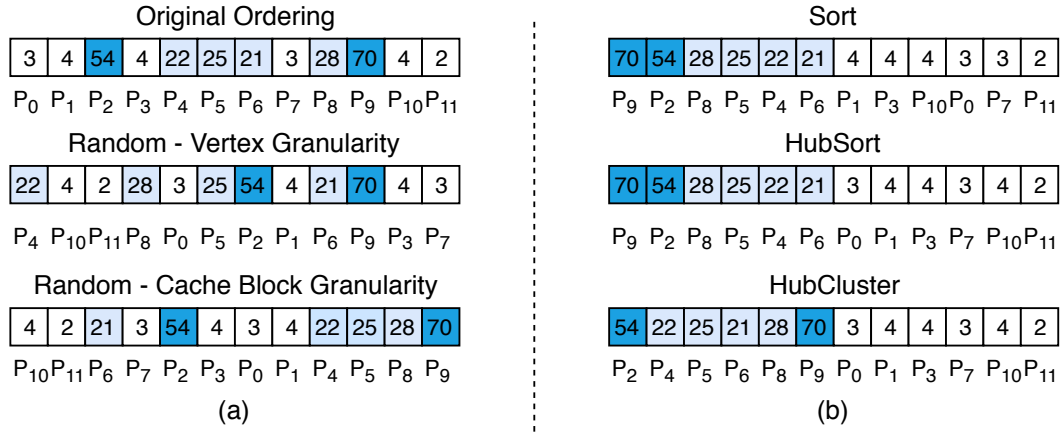 Original Ordering
3 4 54 4 22 25 21 3 28 70 4 2
P0 P1 P2 P3 P4 P5 P6 P7 P8 P9 P10 P11
Random - Vertex Granularity
22 4 2 28 3 25 54 4 21 70 4 3
P4 P10 P11 P8 P0 P5 P2 P1 P6 P9 P3 P7
Random - Cache Block Granularity
4 2 21 3 54 4 3 4 22 25 28 70
P10 P11 P6 P7 P2 P3 P0 P1 P4 P5 P8 P9
(a)
Sort
70 54 28 25 22 21 4 4 4 3 3 2
P9 P2 P8 P5 P4 P6 P1 P3 P10 P0 P7 P11
HubSort
70 54 28 25 22 21 3 4 4 3 4 2
P9 P2 P8 P5 P4 P6 P0 P1 P3 P7 P10 P11
HubCluster
54 22 25 21 28 70 3 4 4 3 4 2
P2 P4 P5 P6 P8 P9 P0 P1 P3 P7 P10 P11
(b)